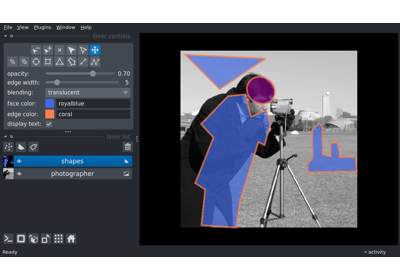 File View Plugins Window Help
layer controls
opacity: 0.70
edge width: 5
blending: translucent
face color: royalblue
edge color: coral
display text:
layer list
shapes
photographer
Ready
activity